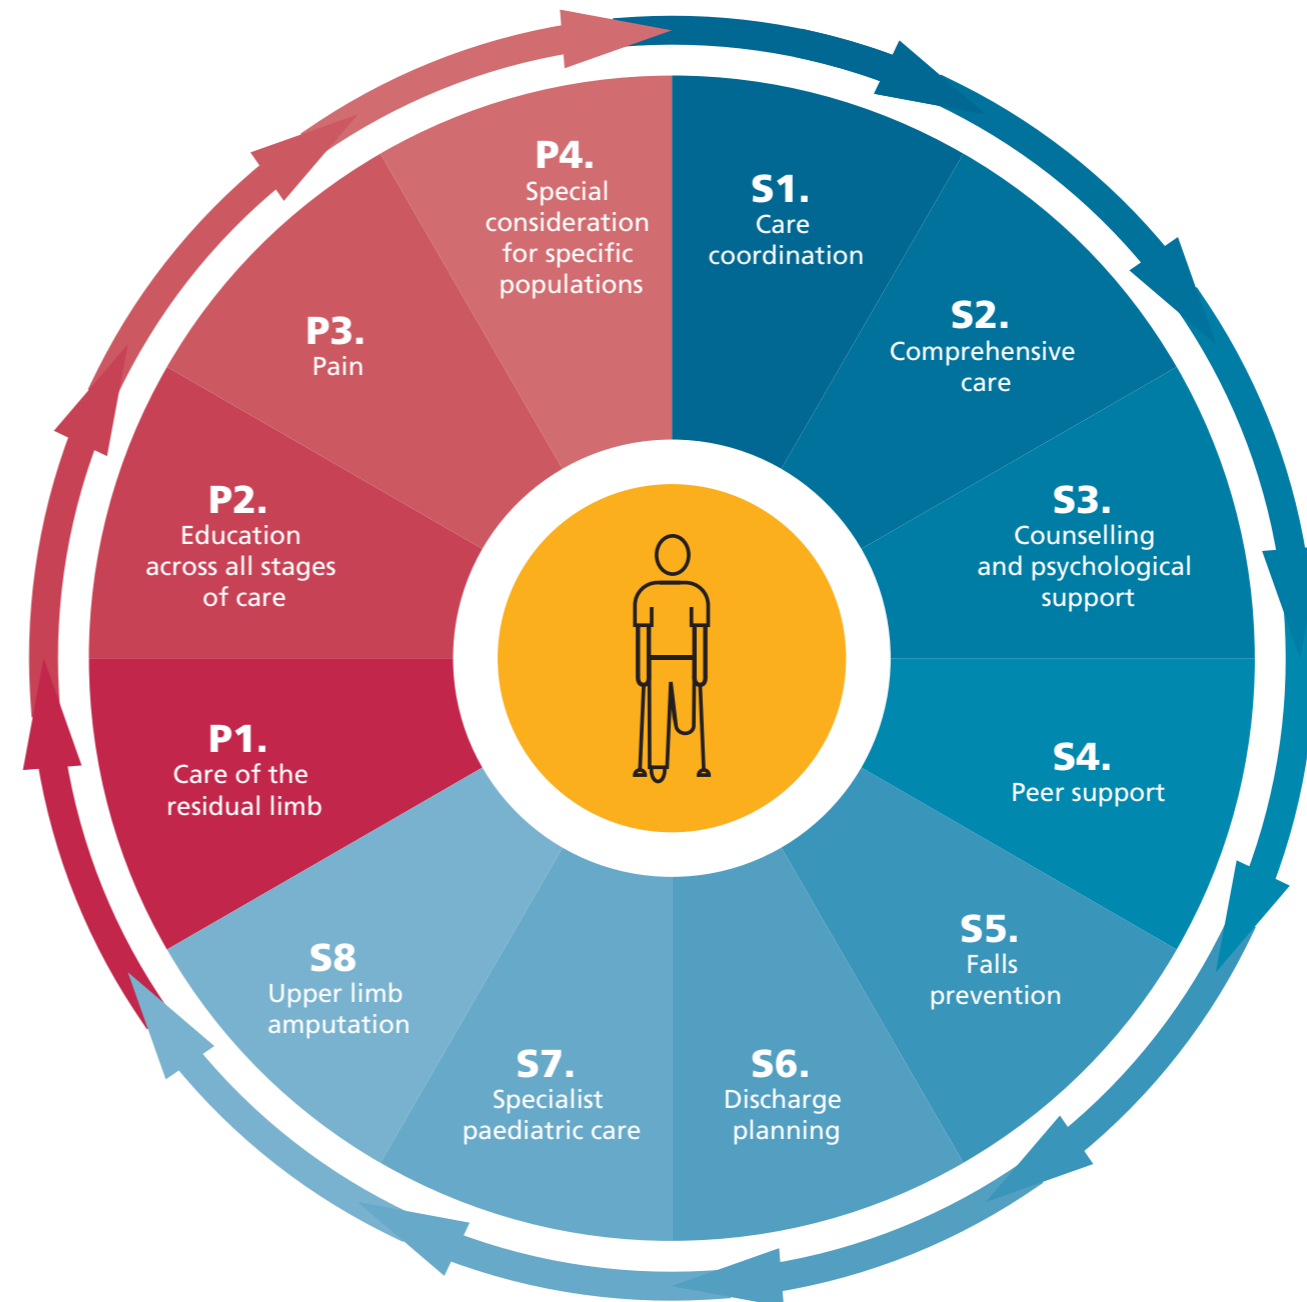 S1.
Care
coordination
S2.
Comprehensive
care
S3.
Counselling
and psychological
support
S4.
Peer support
S5.
Falls
prevention
S6.
Discharge
planning
S7.
Specialist
paediatric care
S8
Upper limb
amputation
P1.
Care of the
residual limb
P2.
Education
across all stages
of care
P3.
Pain
P4.
Special
consideration
for specific
populations